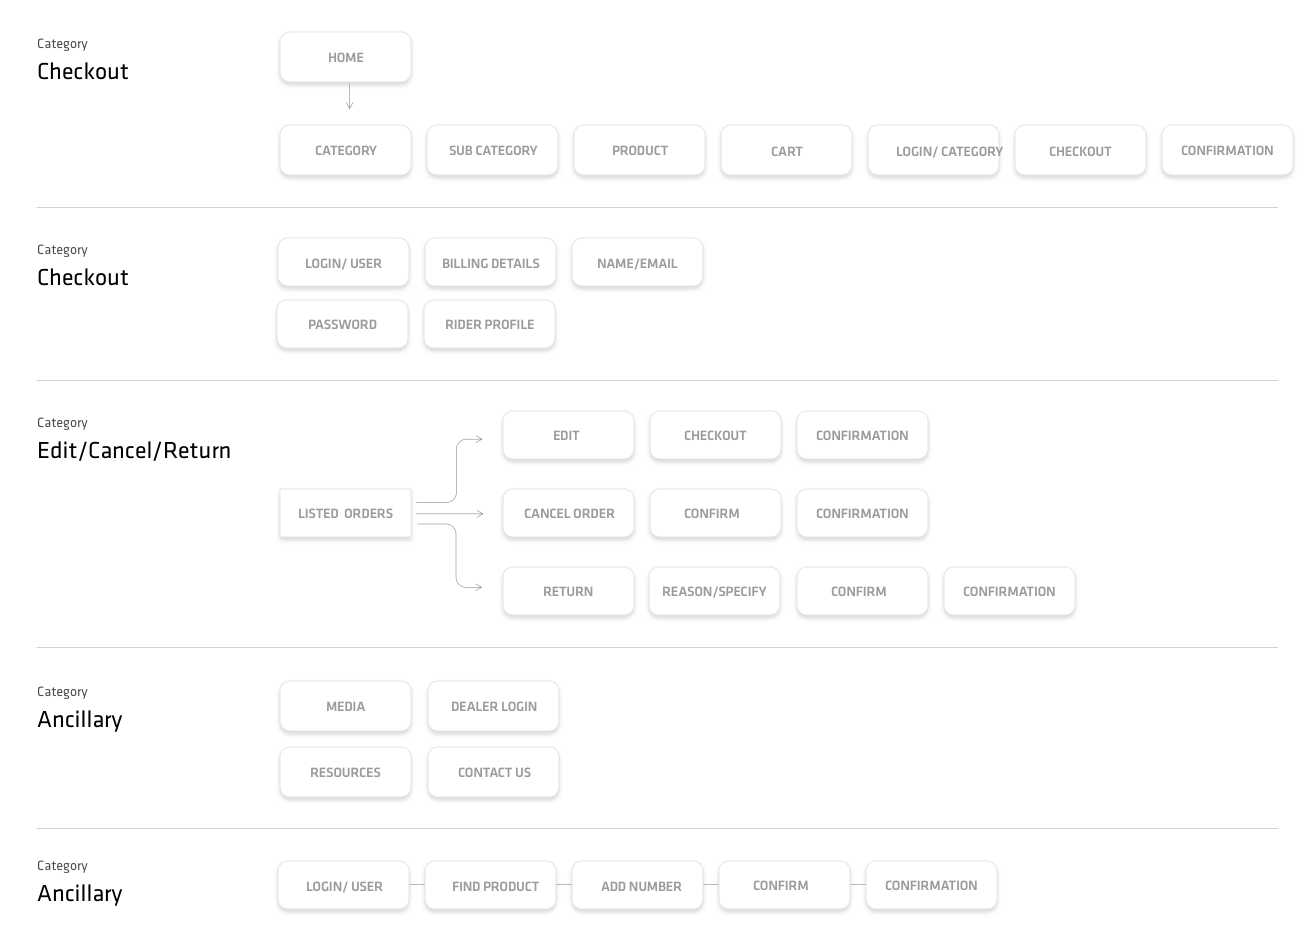 Category
Checkout
HOME
CATEGORY
SUB CATEGORY
PRODUCT
CART
LOGIN/ CATEGORY
CHECKOUT
CONFIRMATION
Category
Checkout
LOGIN/ USER
BILLING DETAILS
NAME/EMAIL
PASSWORD
RIDER PROFILE
Category
Edit/Cancel/Return
LISTED ORDERS
EDIT
CHECKOUT
CONFIRMATION
CANCEL ORDER
CONFIRM
CONFIRMATION
RETURN
REASON/SPECIFY
CONFIRM
CONFIRMATION
Category
Ancillary
MEDIA
DEALER LOGIN
RESOURCES
CONTACT US
Category
Ancillary
LOGIN/ USER
FIND PRODUCT
ADD NUMBER
CONFIRM
CONFIRMATION